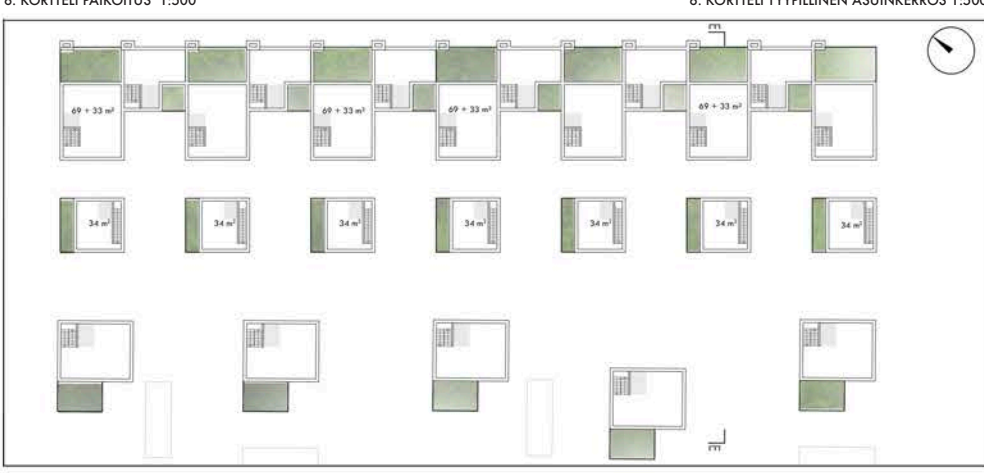 8. KORTTELI PAIKOITUS 1:500
8. KORTTELI TYYPILLINEN ASUINKERROS 1:500
E
69 + 33 m²
69 + 33 m²
69 + 33 m²
69 + 33 m²
34 m²
34 m²
34 m²
34 m²
34 m²
34 m²
34 m²
E